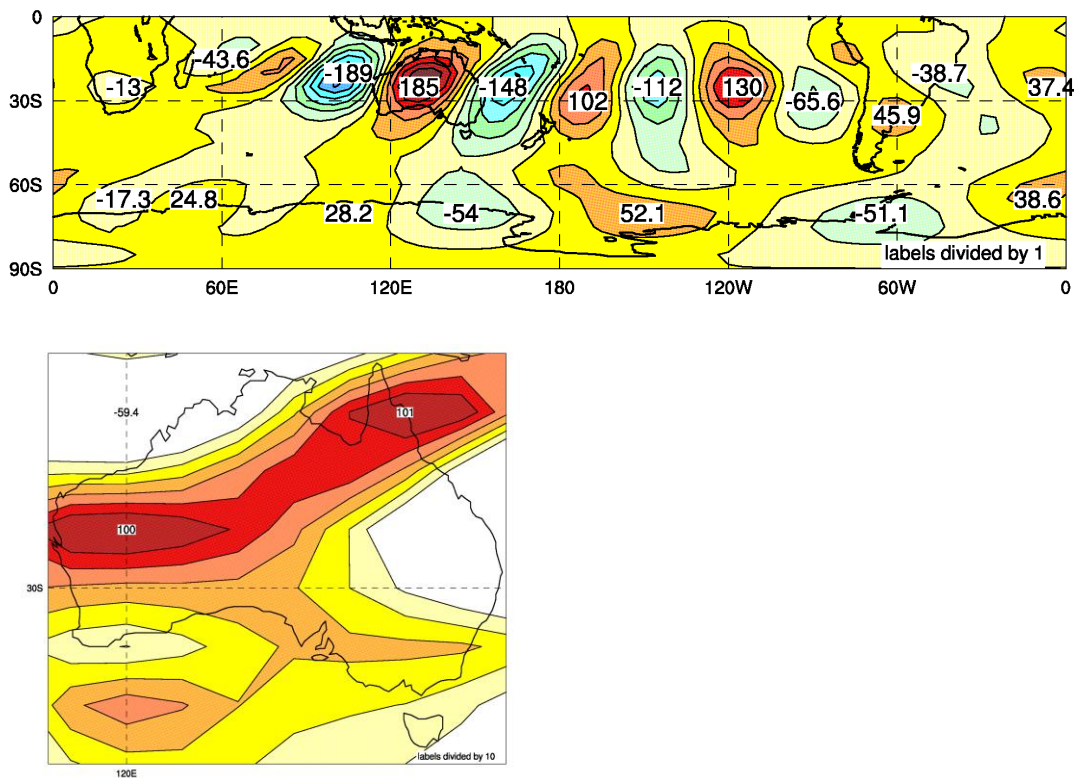 0
-43.6
-189
185
-148
102
-112
130
-65.6
-38.7
37.4
-13
45.9
30S
60S
-17.3
24.8
28.2
-54
52.1
-51.1
38.6
labels divided by 1
90S
0 60E 120E 180 120W 60W 0
-59.4
101
100
30S
labels divided by 10
120E